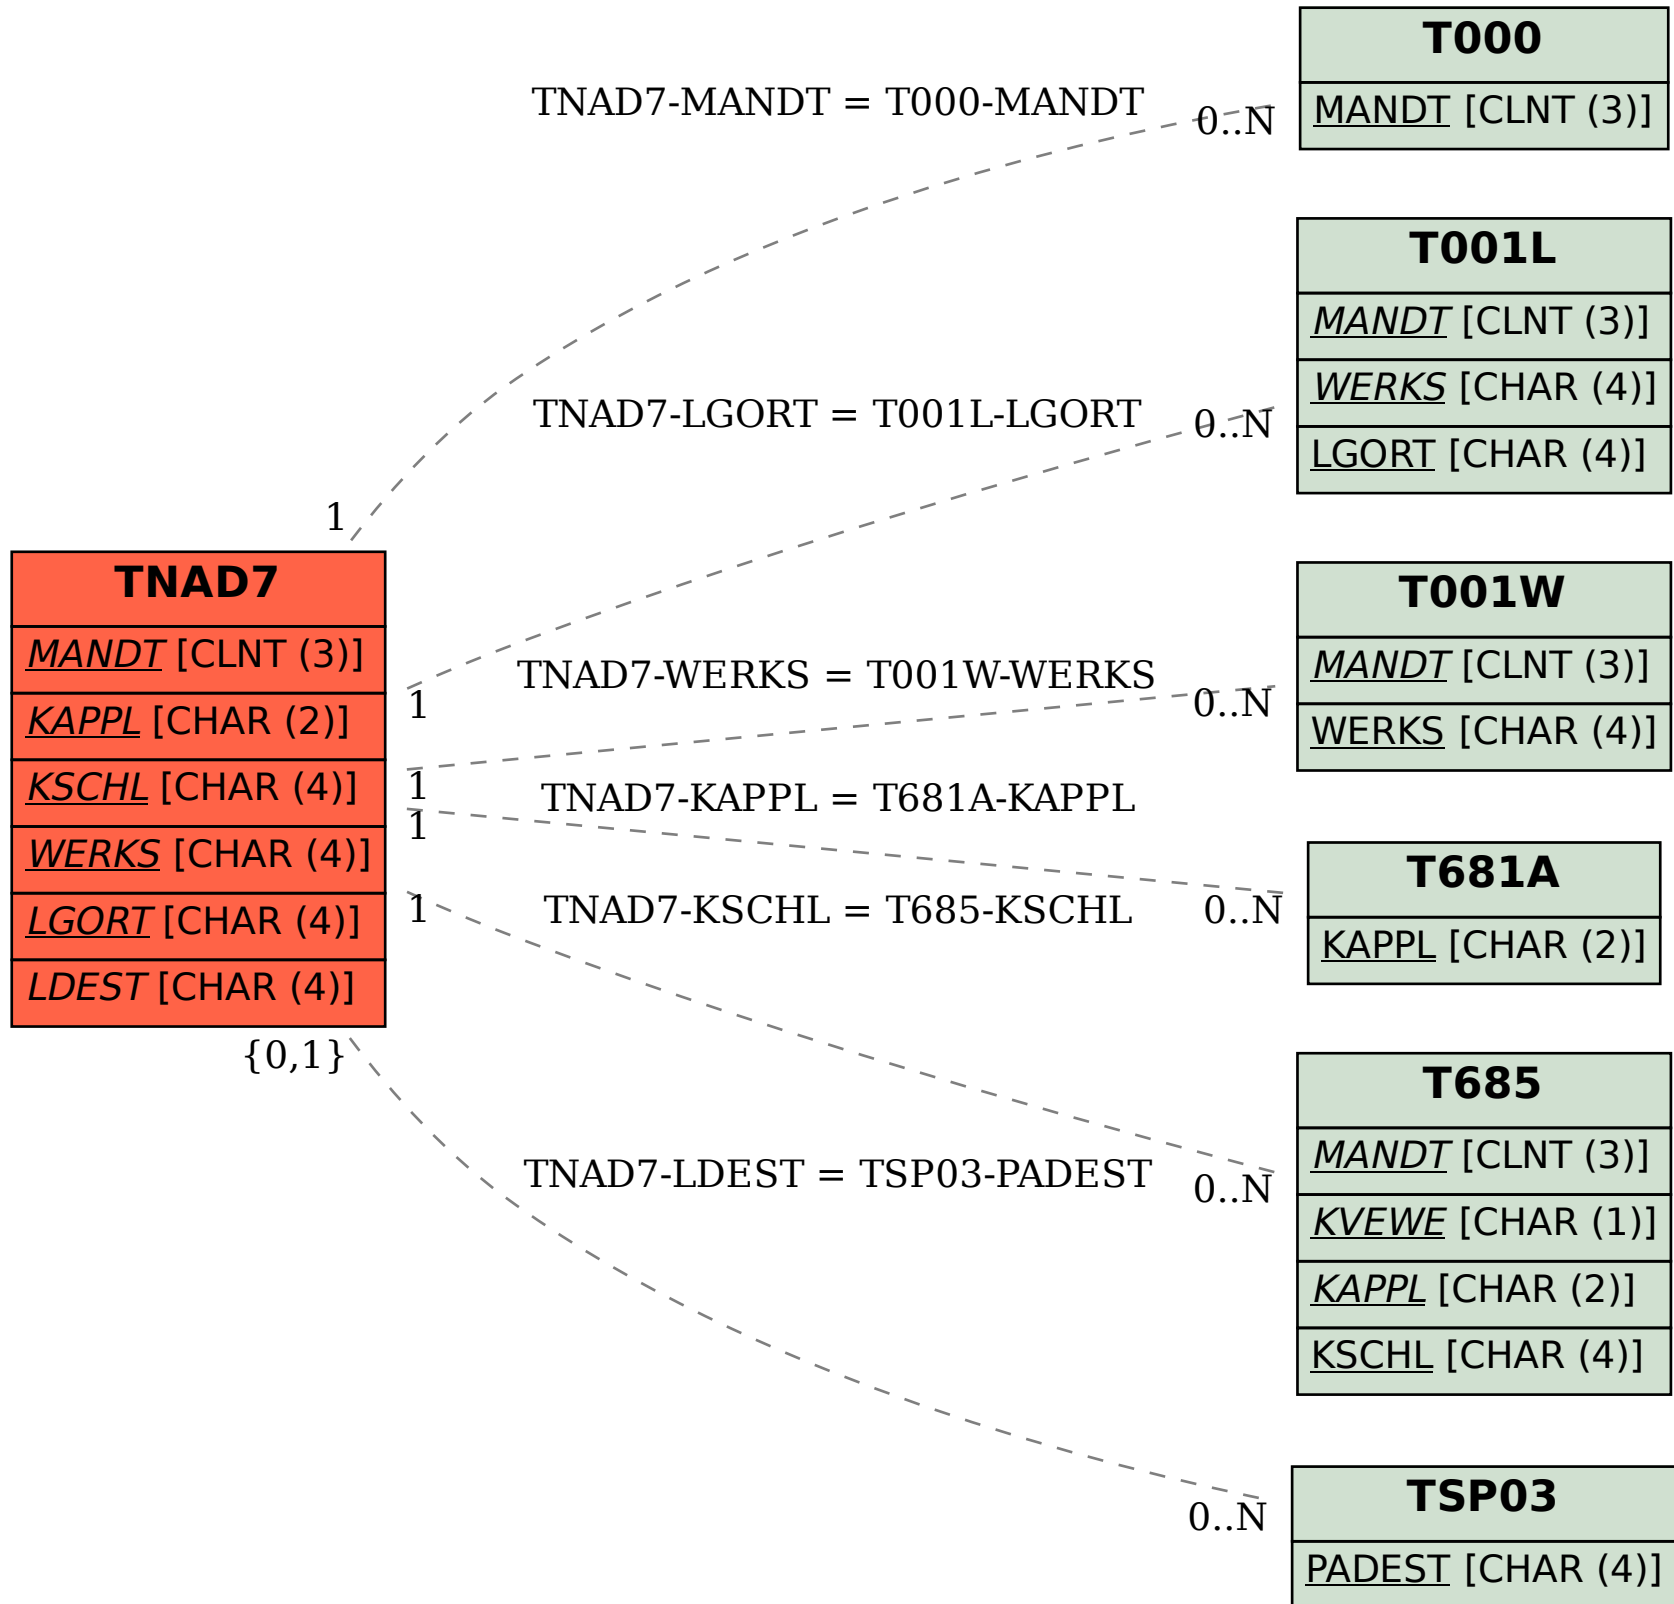 T000
MANDT [CLNT (3)]
TNAD7-MANDT = T000-MANDT
0..N
1
T001L
MANDT [CLNT (3)]
WERKS [CHAR (4)]
LGORT [CHAR (4)]
TNAD7-LGORT = T001L-LGORT
0..N
1
TNAD7
MANDT [CLNT (3)]
KAPPL [CHAR (2)]
KSCHL [CHAR (4)]
WERKS [CHAR (4)]
LGORT [CHAR (4)]
LDEST [CHAR (4)]
T001W
MANDT [CLNT (3)]
WERKS [CHAR (4)]
TNAD7-WERKS = T001W-WERKS
0..N
1
TNAD7-KAPPL = T681A-KAPPL
1
0..N
T681A
KAPPL [CHAR (2)]
TNAD7-KSCHL = T685-KSCHL
1
0..N
T685
MANDT [CLNT (3)]
KVEWE [CHAR (1)]
KAPPL [CHAR (2)]
KSCHL [CHAR (4)]
{0,1}
TNAD7-LDEST = TSP03-PADEST
0..N
TSP03
PADEST [CHAR (4)]